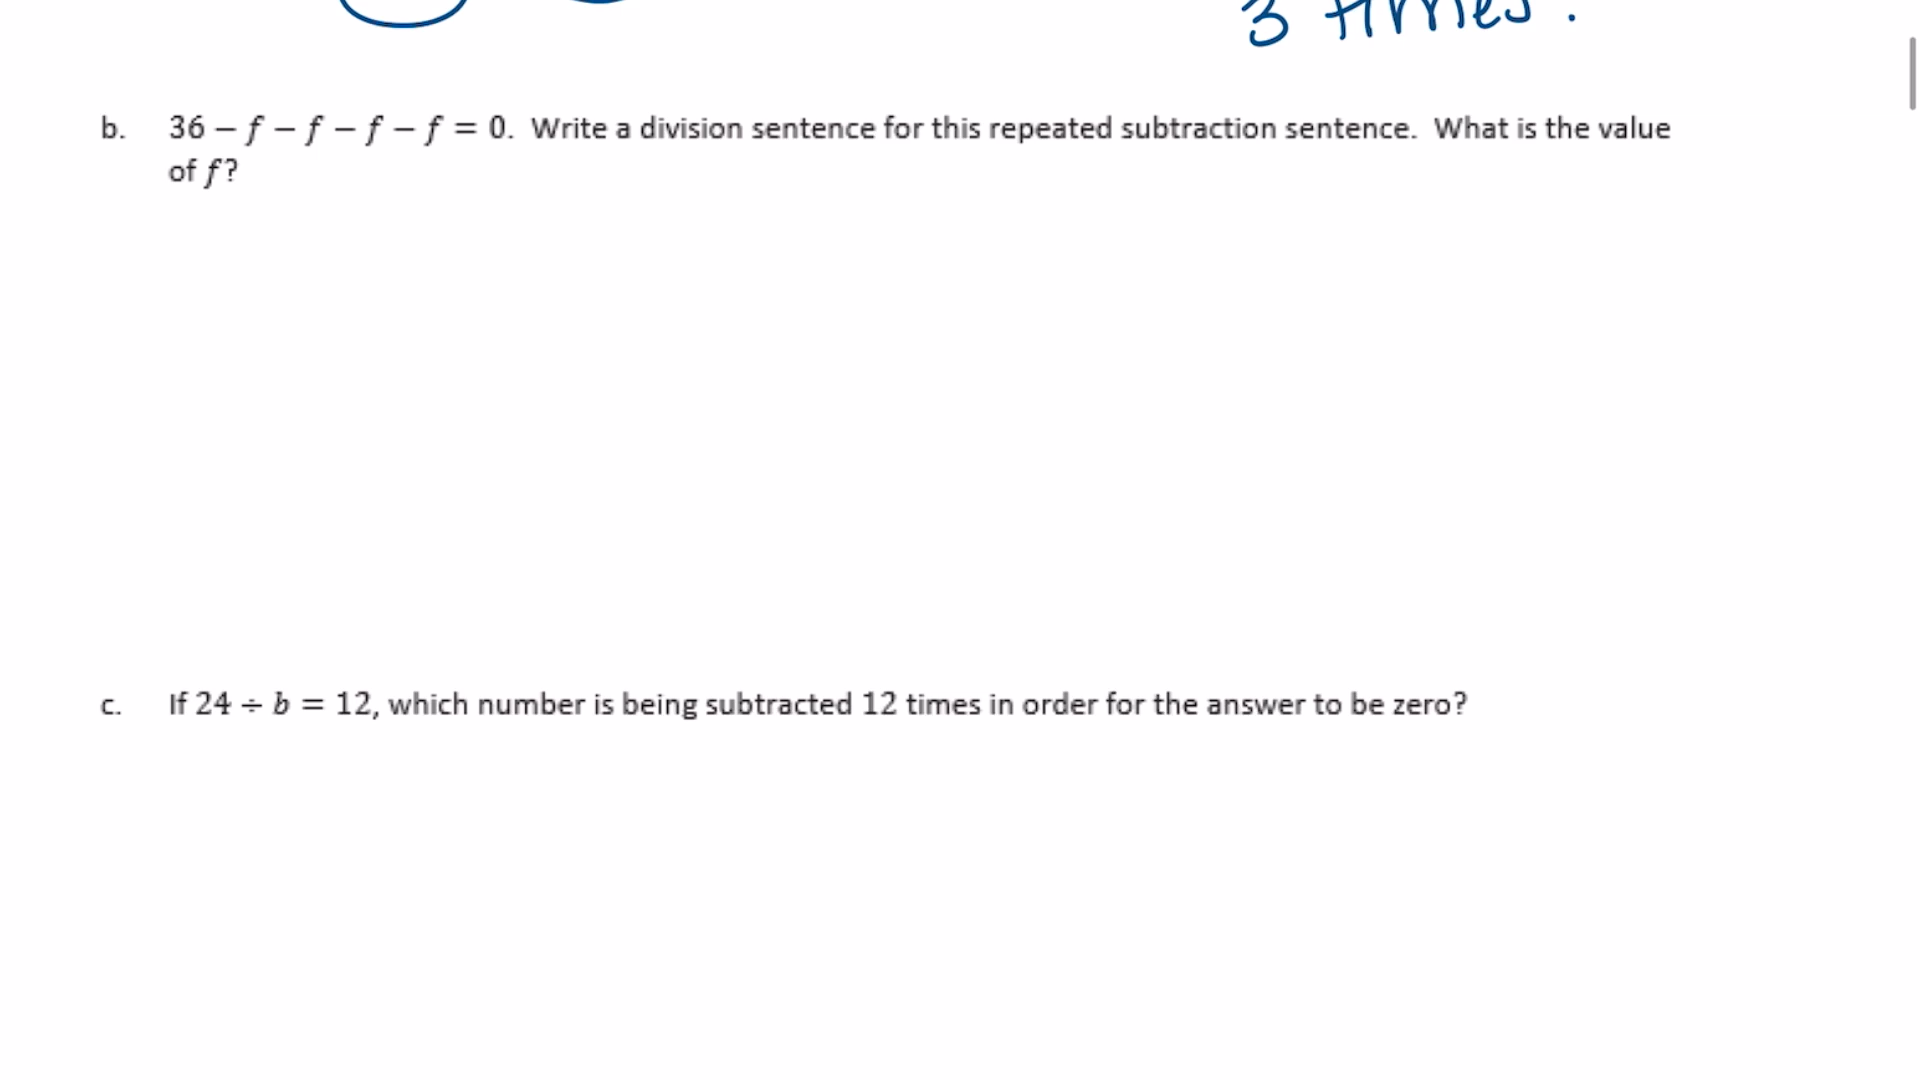 3 times.
b. 36 – f – f – f – f = 0. Write a division sentence for this repeated subtraction sentence. What is the value
of f?
c. If 24 ÷ b = 12, which number is being subtracted 12 times in order for the answer to be zero?